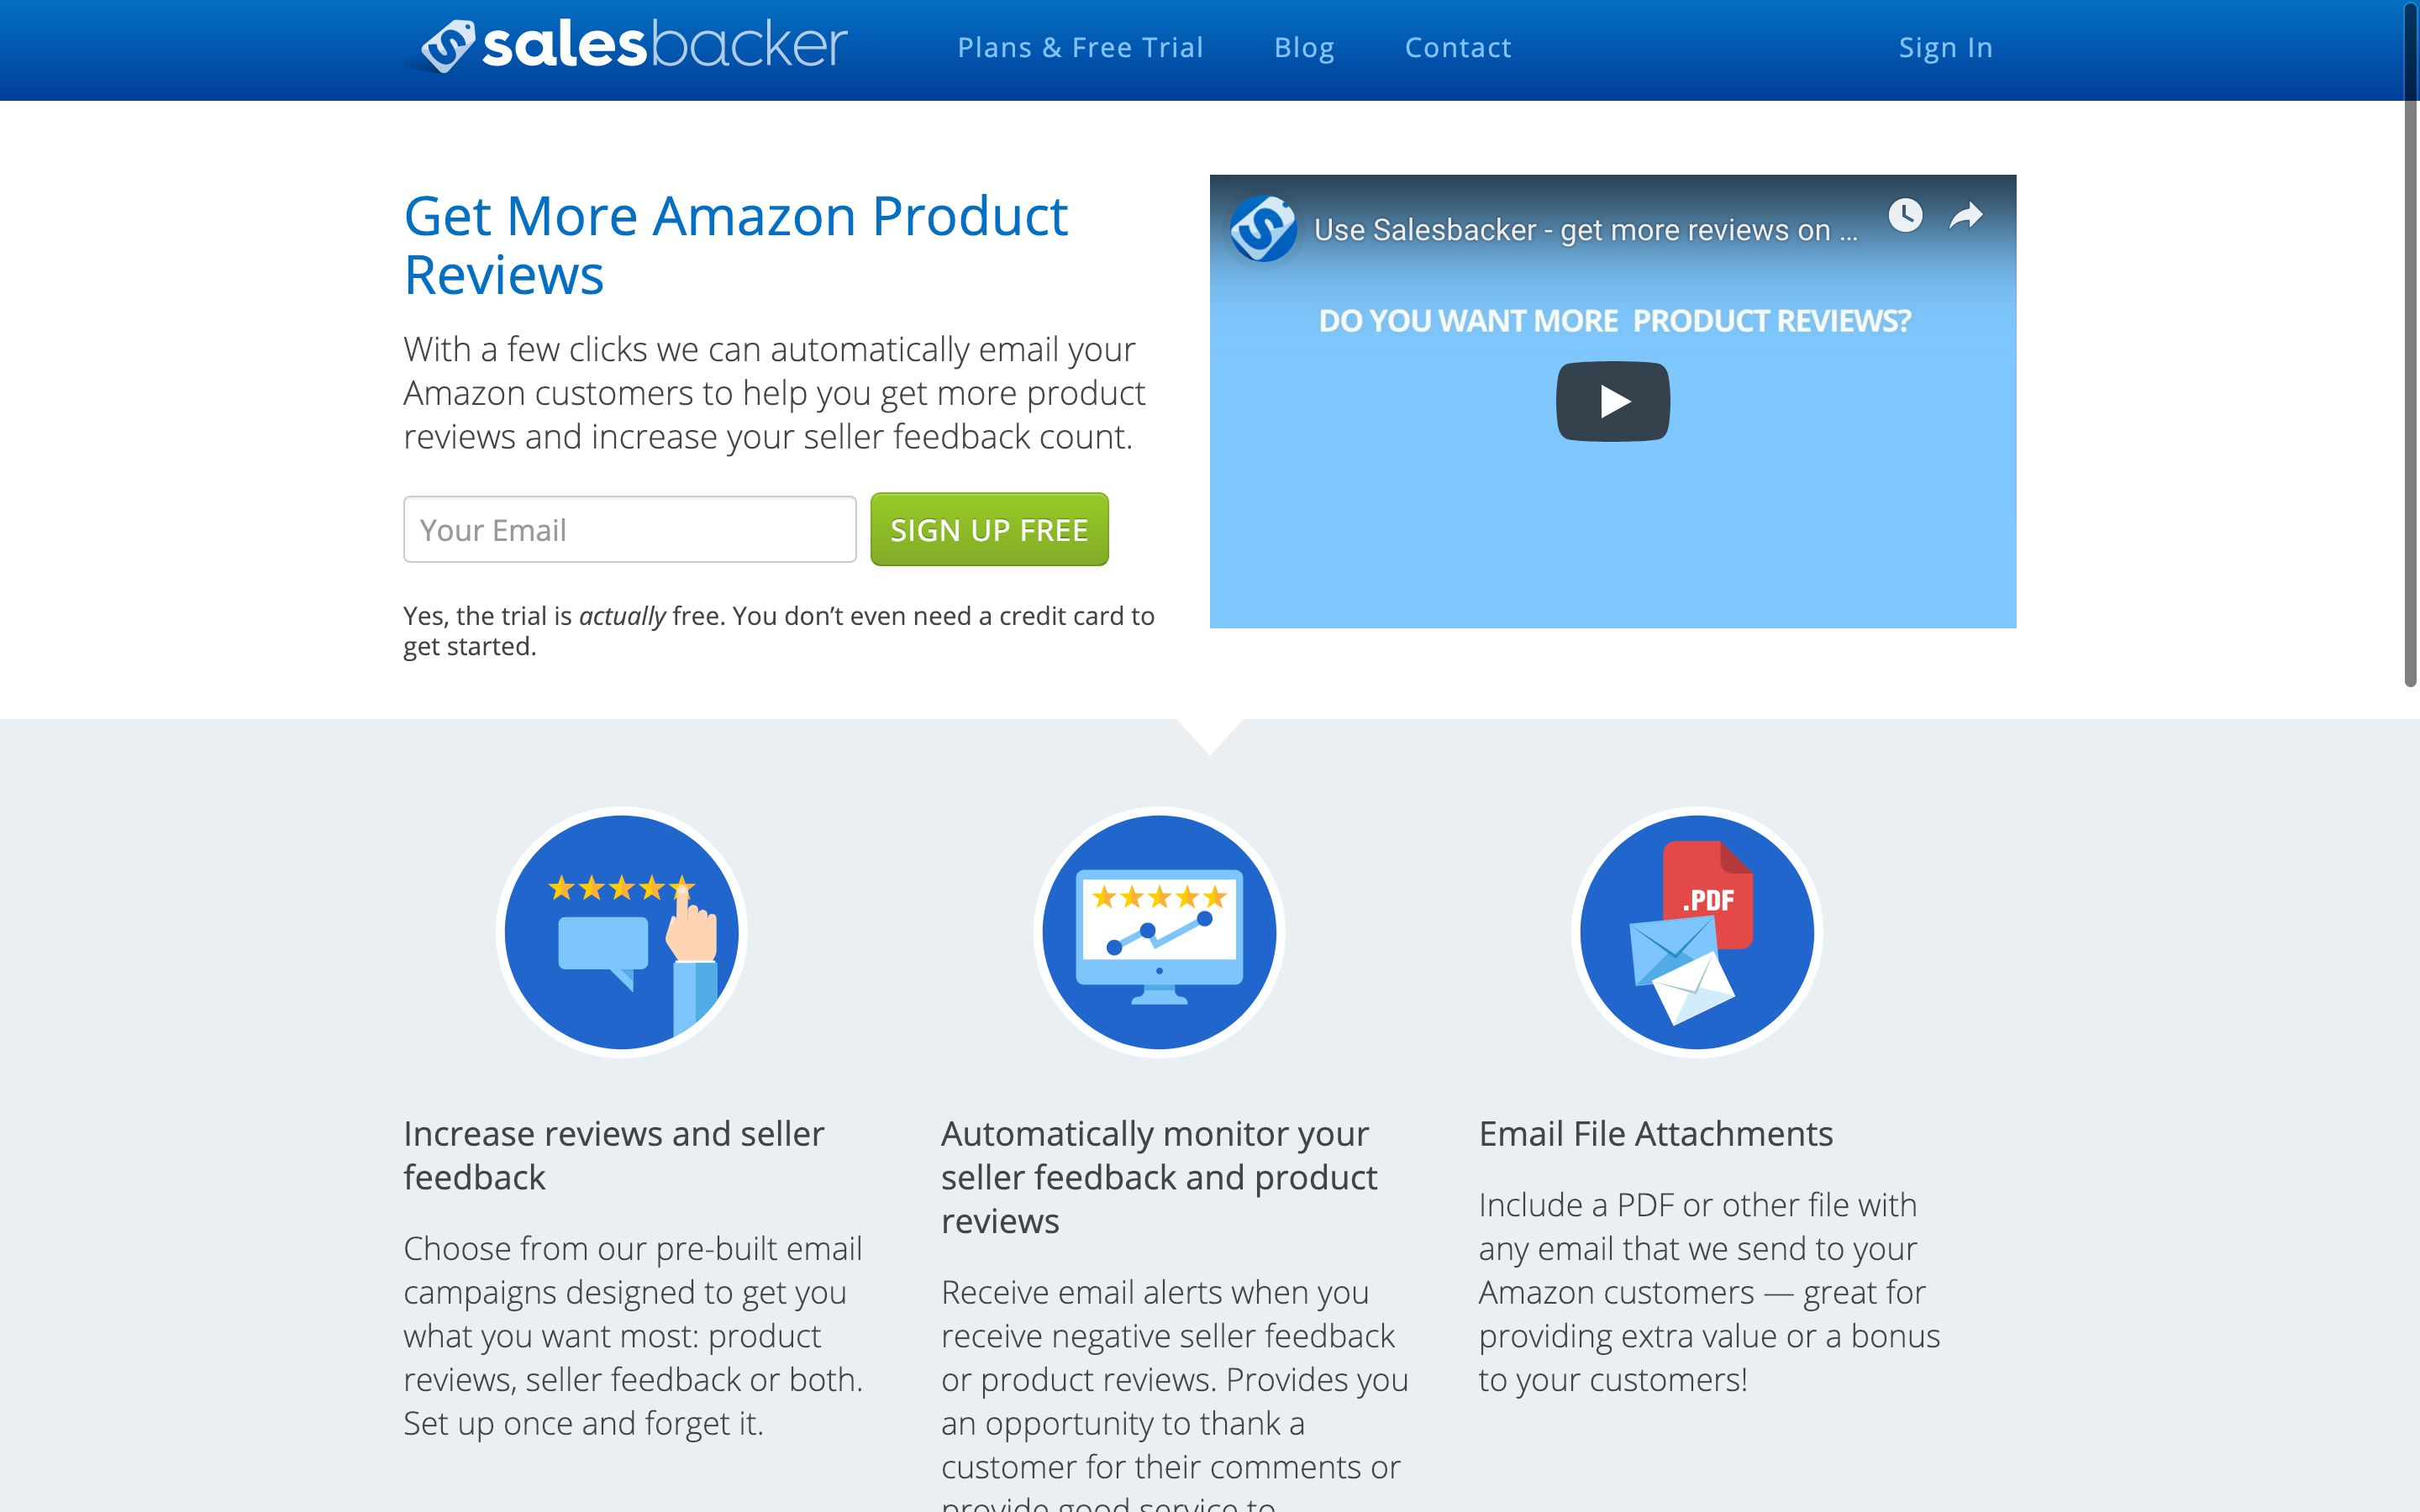 salesbacker
Plans & Free Trial
Blog
Contact
Sign In
Get More Amazon Product
Reviews
With a few clicks we can automatically email your
Amazon customers to help you get more product
reviews and increase your seller feedback count.
Your Email
SIGN UP FREE
Yes, the trial is actually free. You don’t even need a credit card to
get started.
Use Salesbacker - get more reviews on ...
DO YOU WANT MORE PRODUCT REVIEWS?
.PDF
Increase reviews and seller
feedback
Choose from our pre-built email
campaigns designed to get you
what you want most: product
reviews, seller feedback or both.
Set up once and forget it.
Automatically monitor your
seller feedback and product
reviews
Receive email alerts when you
receive negative seller feedback
or product reviews. Provides you
an opportunity to thank a
customer for their comments or
provide good service to
Email File Attachments
Include a PDF or other file with
any email that we send to your
Amazon customers — great for
providing extra value or a bonus
to your customers!